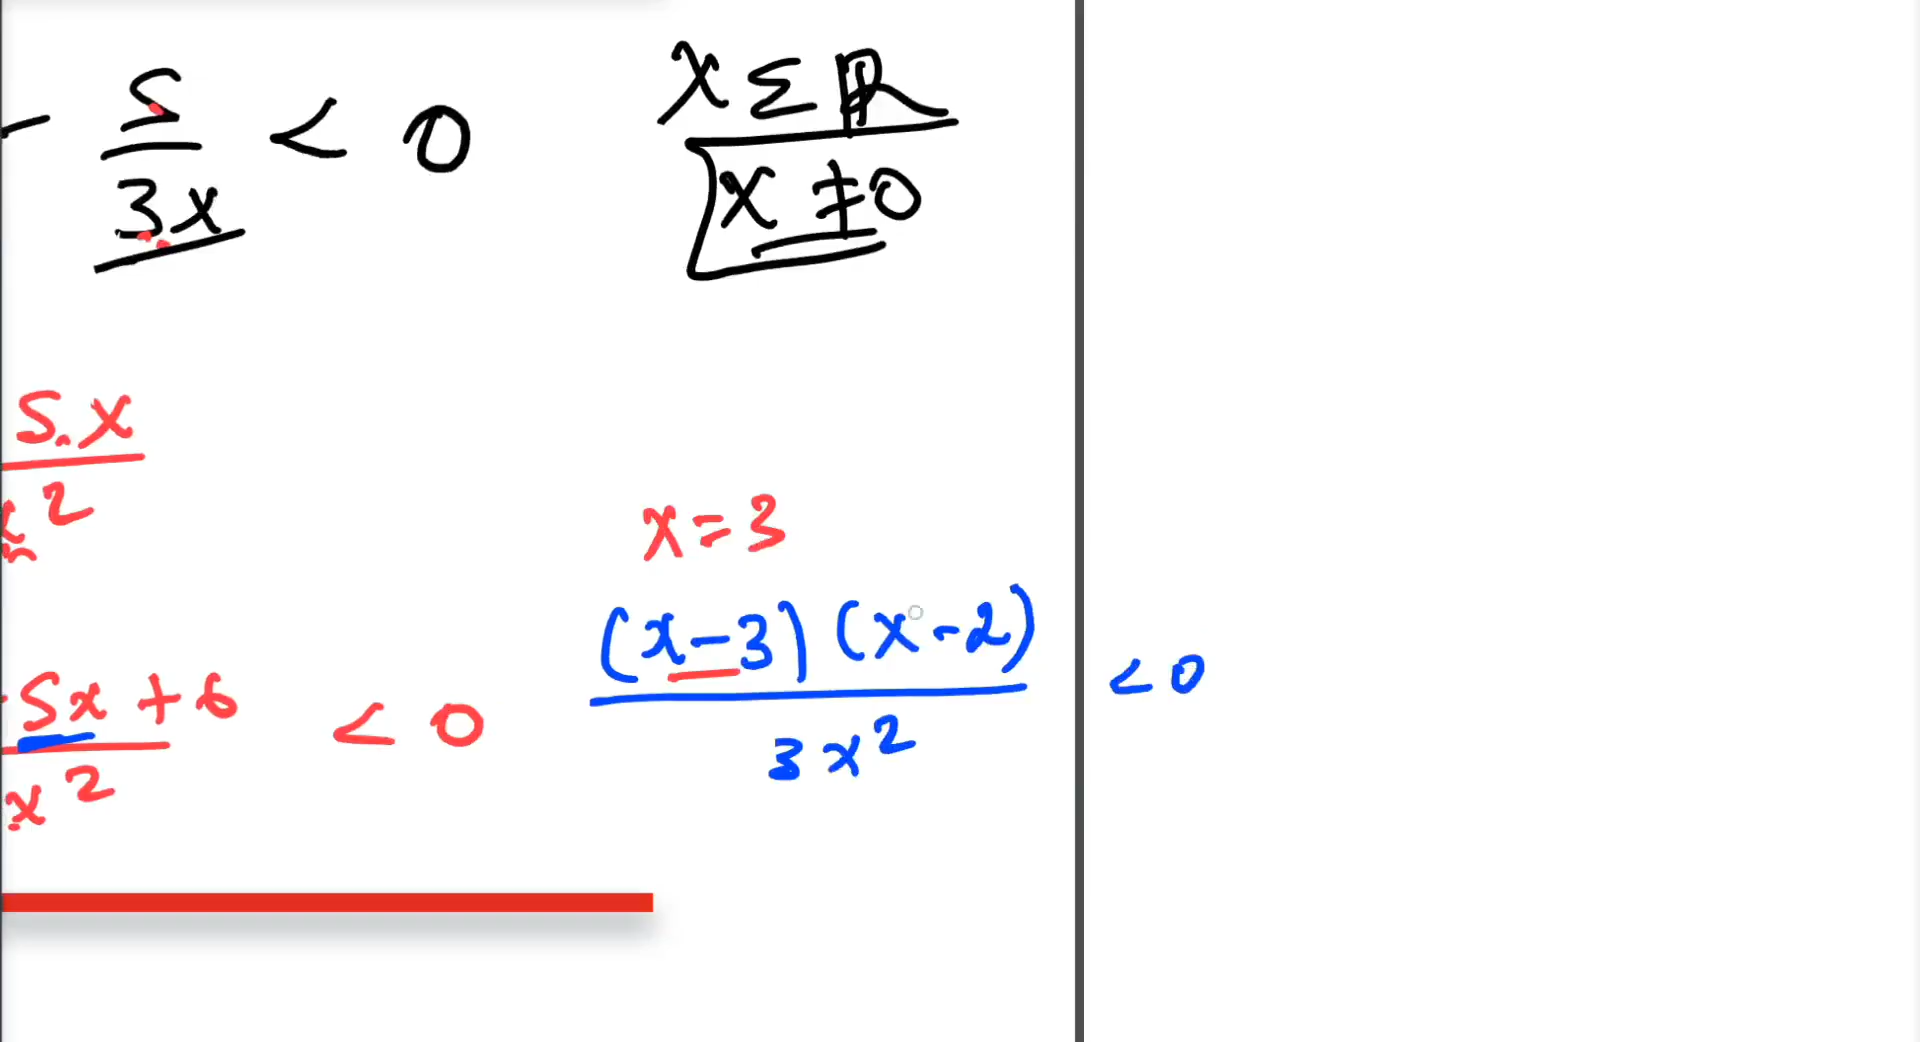 - 5/3x < 0
x ∈ ℝ
x ≠ 0
5.x
x²
x = 3
(x-3)(x-2)/3x² < 0
-5x + 6/x² < 0